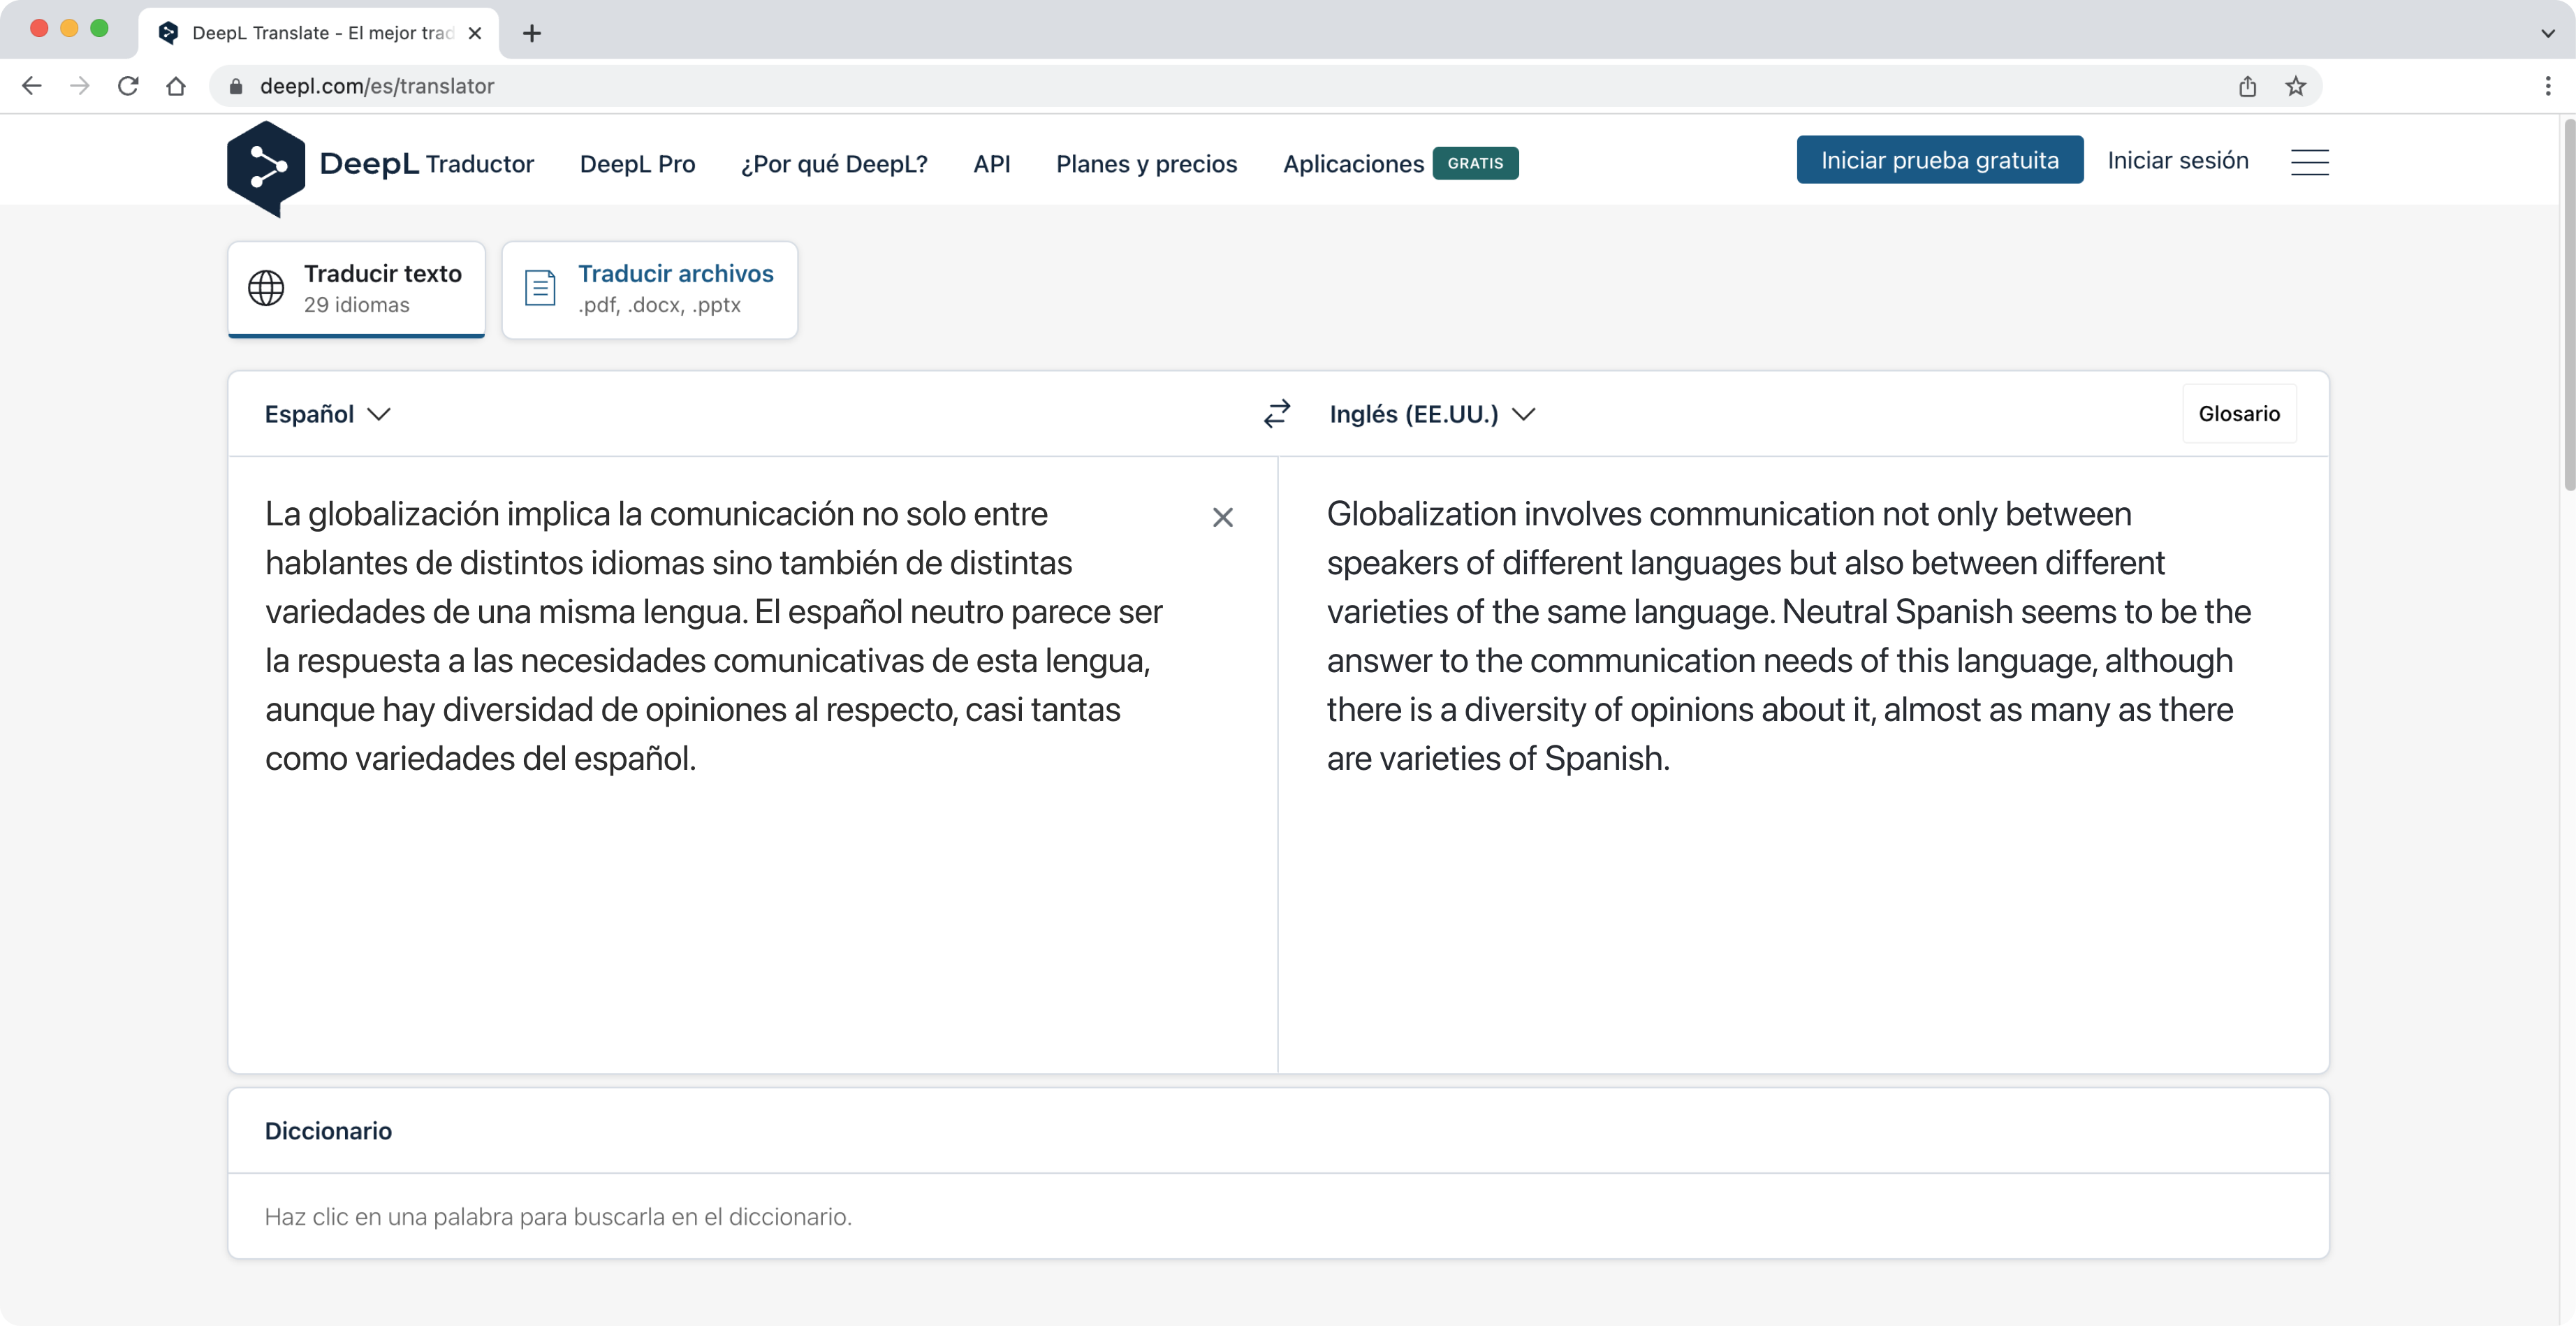 DeepL Translate - El mejor trad
deepl.com/es/translator
DeepL Traductor
DeepL Pro
¿Por qué DeepL?
API
Planes y precios
Aplicaciones GRATIS
Iniciar prueba gratuita
Iniciar sesión
Traducir texto
29 idiomas
Traducir archivos
.pdf, .docx, .pptx
Español
Inglés (EE.UU.)
Glosario
La globalización implica la comunicación no solo entre
hablantes de distintos idiomas sino también de distintas
variedades de una misma lengua. El español neutro parece ser
la respuesta a las necesidades comunicativas de esta lengua,
aunque hay diversidad de opiniones al respecto, casi tantas
como variedades del español.
Globalization involves communication not only between
speakers of different languages but also between different
varieties of the same language. Neutral Spanish seems to be the
answer to the communication needs of this language, although
there is a diversity of opinions about it, almost as many as there
are varieties of Spanish.
Diccionario
Haz clic en una palabra para buscarla en el diccionario.